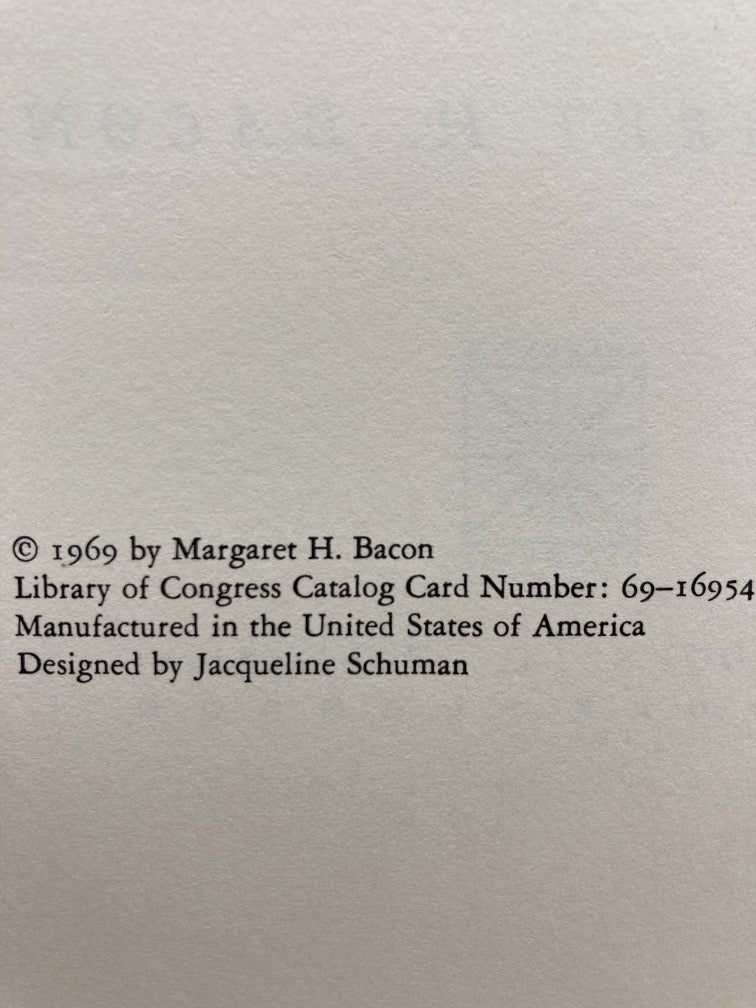 © 1969 by Margaret H. Bacon
Library of Congress Catalog Card Number: 69–16954
Manufactured in the United States of America
Designed by Jacqueline Schuman